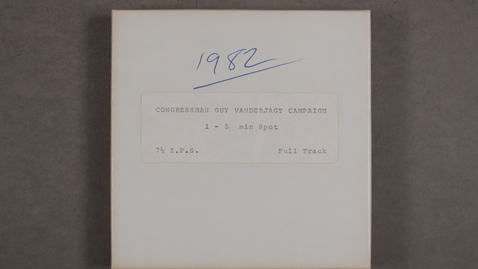 1982
CONGRESSMAN GUY VANDERJAGT CAMPAIGN
1 - 5 min Spot
7½ I.P.S. Full Track